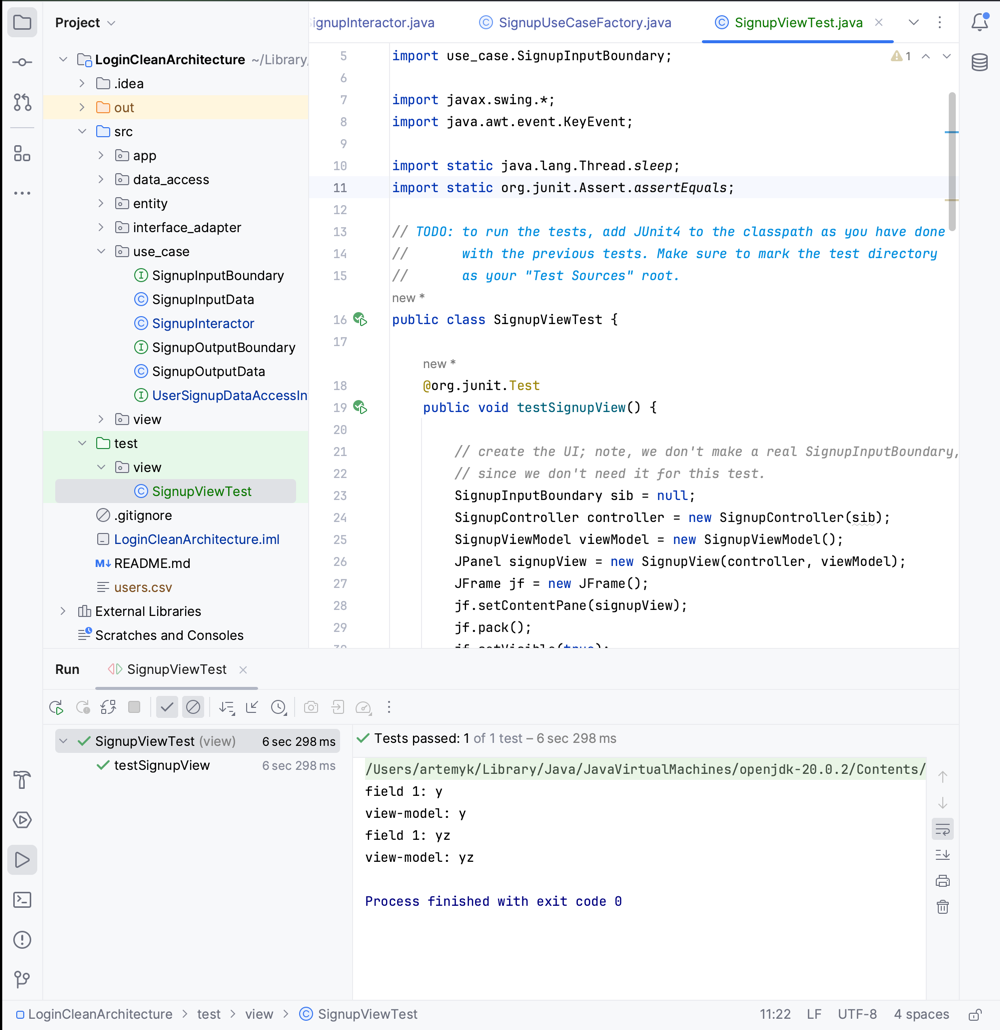 Project
ignupInteractor.java
SignupUseCaseFactory.java
SignupViewTest.java
LoginCleanArchitecture ~/Library/
.idea
out
src
app
data_access
entity
interface_adapter
use_case
SignupInputBoundary
SignupInputData
SignupInteractor
SignupOutputBoundary
SignupOutputData
UserSignupDataAccessIn
view
test
view
SignupViewTest
.gitignore
LoginCleanArchitecture.iml
M↓ README.md
users.csv
External Libraries
Scratches and Consoles
1
5 import use_case.SignupInputBoundary;
6
7 import javax.swing.*;
8 import java.awt.event.KeyEvent;
9
10 import static java.lang.Thread.sleep;
11 import static org.junit.Assert.assertEquals;
12
13 // TODO: to run the tests, add JUnit4 to the classpath as you have done
14 //       with the previous tests. Make sure to mark the test directory
15 //       as your "Test Sources" root.
new *
16 public class SignupViewTest {
17
new *
18 @org.junit.Test
19 public void testSignupView() {
20
21 // create the UI; note, we don't make a real SignupInputBoundary,
22 // since we don't need it for this test.
23 SignupInputBoundary sib = null;
24 SignupController controller = new SignupController(sib);
25 SignupViewModel viewModel = new SignupViewModel();
26 JPanel signupView = new SignupView(controller, viewModel);
27 JFrame jf = new JFrame();
28 jf.setContentPane(signupView);
29 jf.pack();
30 jf.setVisible(true);
Run
SignupViewTest
SignupViewTest (view) 6 sec 298 ms
testSignupView 6 sec 298 ms
Tests passed: 1 of 1 test – 6 sec 298 ms
/Users/artemyk/Library/Java/JavaVirtualMachines/openjdk-20.0.2/Contents/
field 1: y
view-model: y
field 1: yz
view-model: yz
Process finished with exit code 0
LoginCleanArchitecture > test > view > SignupViewTest
11:22 LF UTF-8 4 spaces